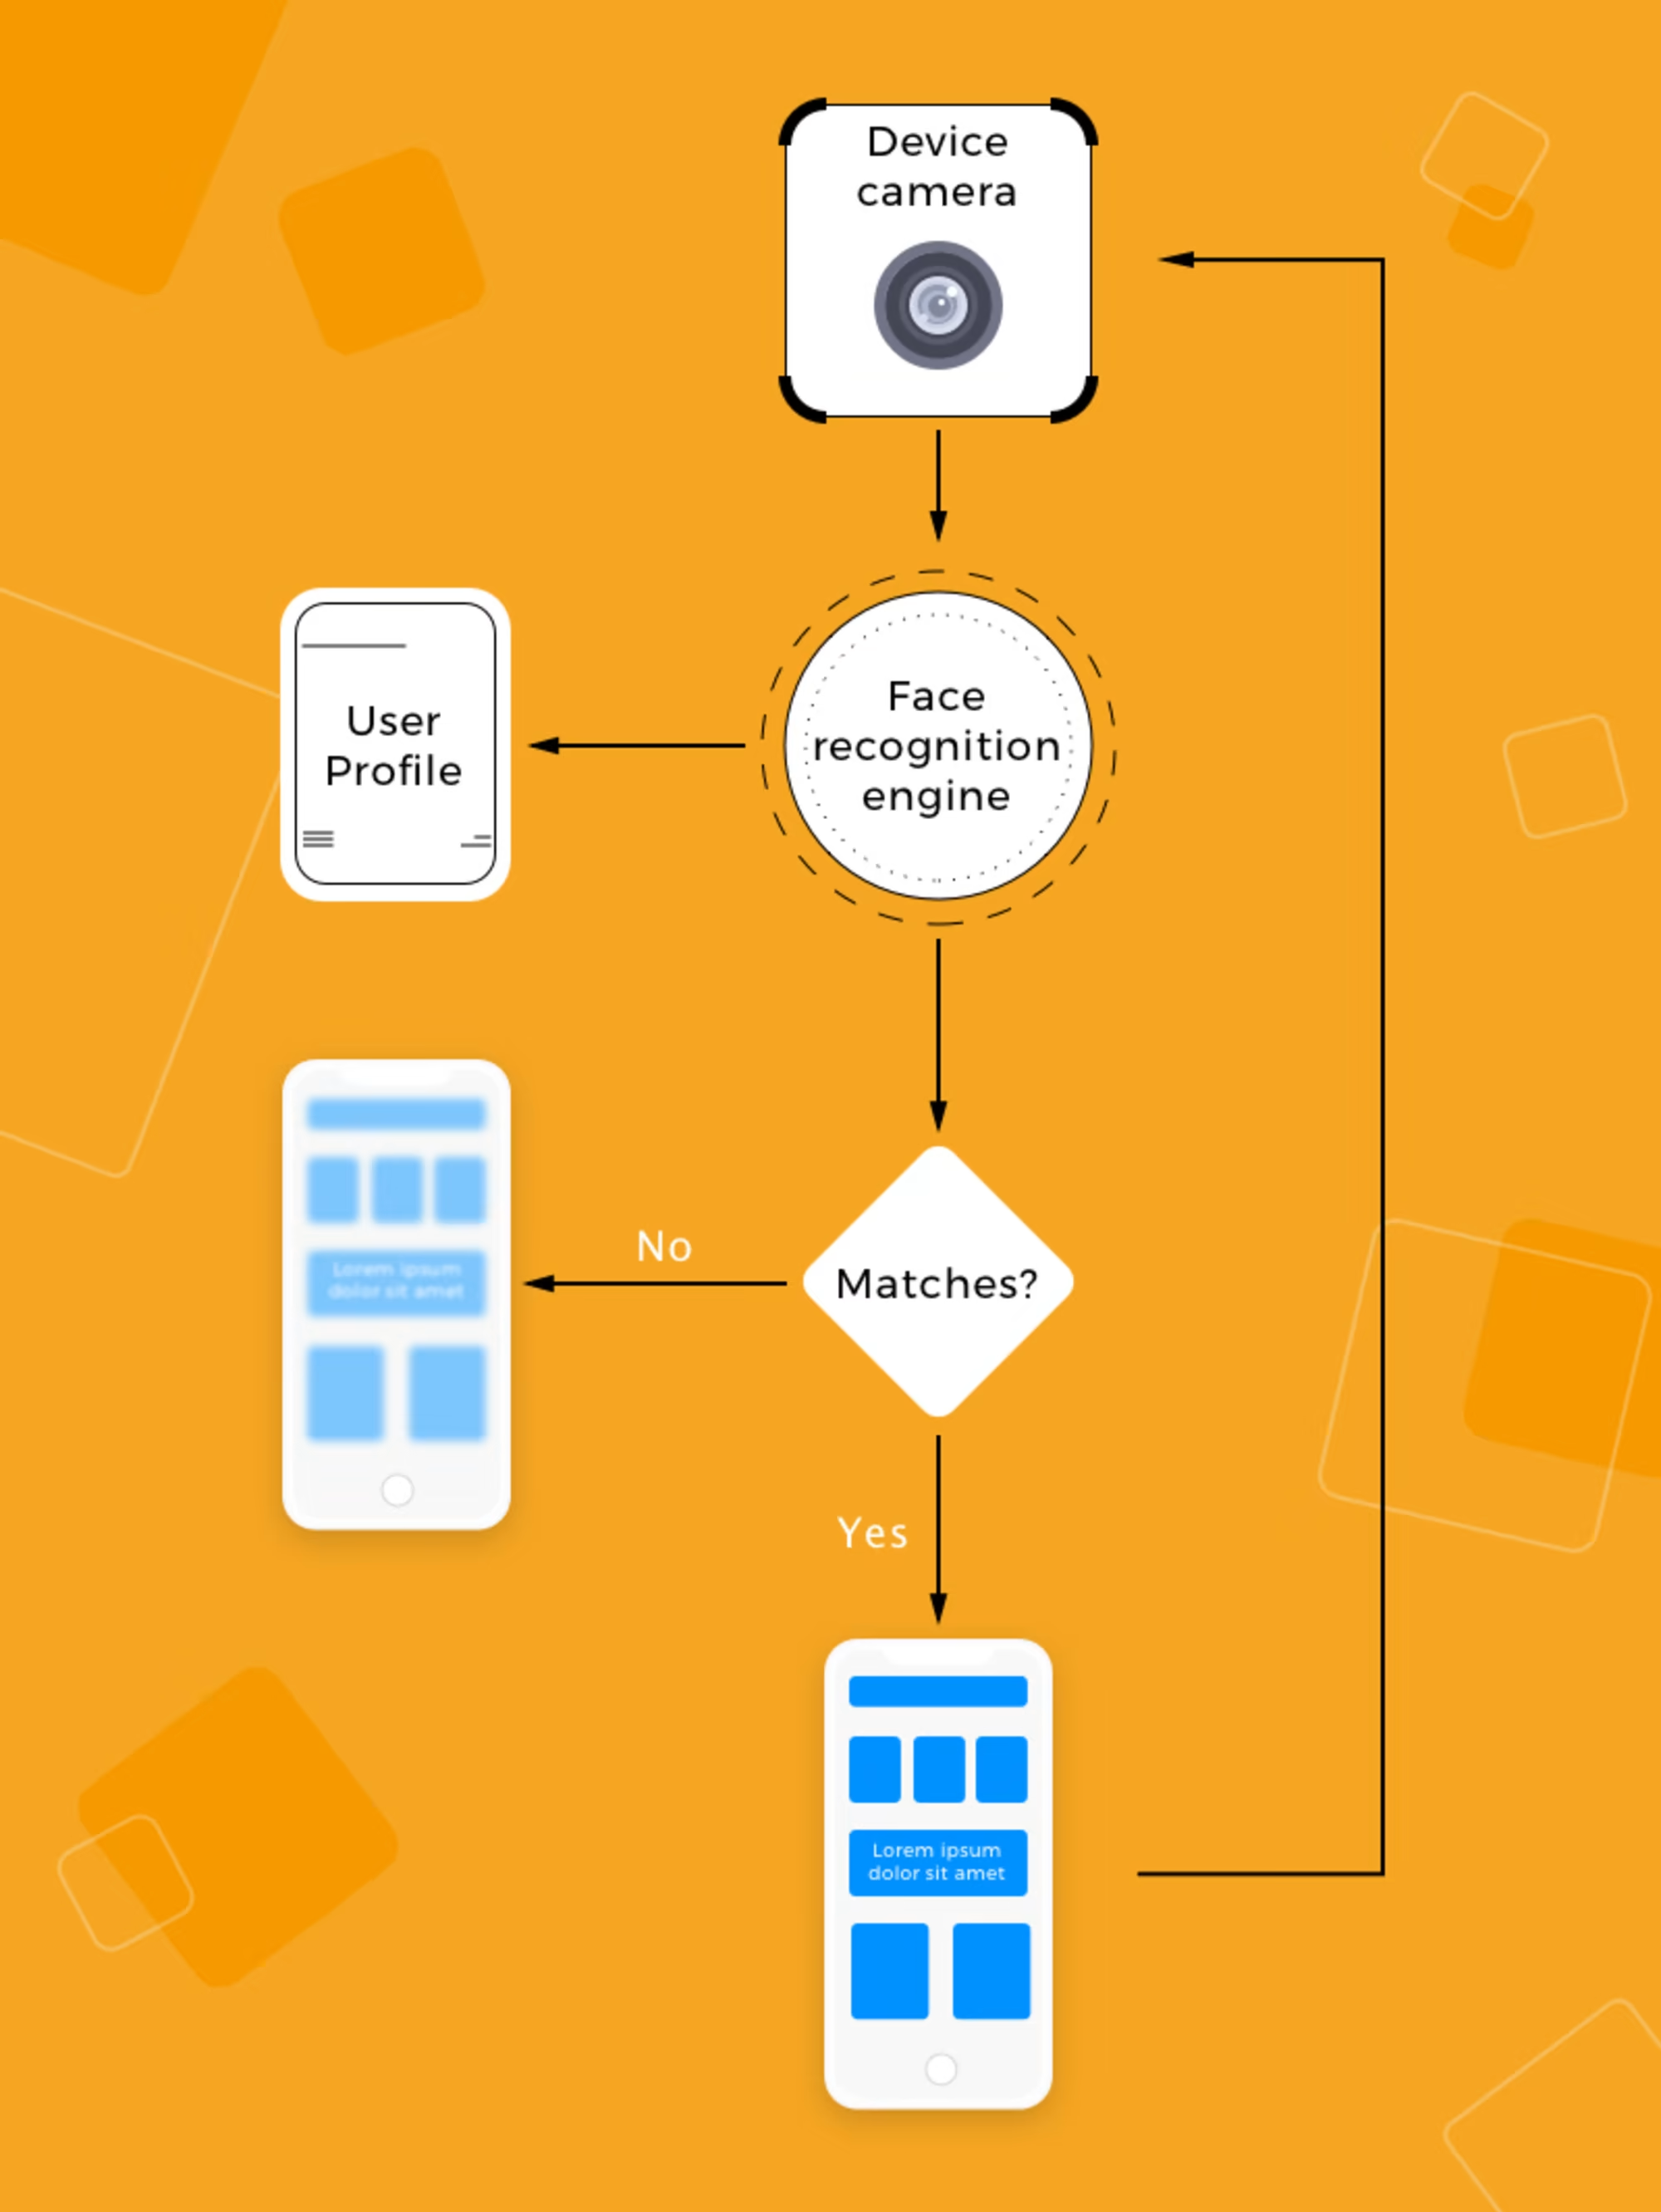 Device
camera
User
Profile
Face
recognition
engine
Lorem ipsum
dolor sit amet
No
Matches?
Yes
Lorem ipsum
dolor sit amet